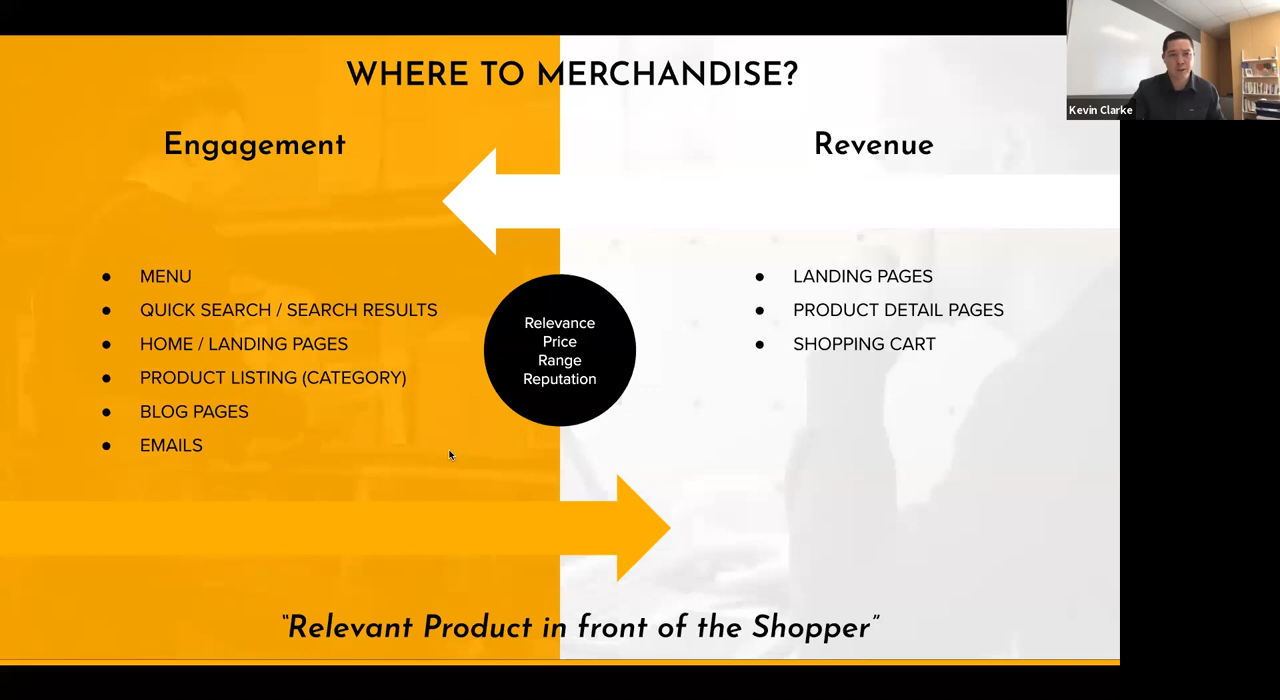 WHERE TO MERCHANDISE?
Engagement
Revenue
● MENU
● QUICK SEARCH / SEARCH RESULTS
● HOME / LANDING PAGES
● PRODUCT LISTING (CATEGORY)
● BLOG PAGES
● EMAILS
Relevance
Price
Range
Reputation
● LANDING PAGES
● PRODUCT DETAIL PAGES
● SHOPPING CART
“Relevant Product in front of the Shopper”
Kevin Clarke